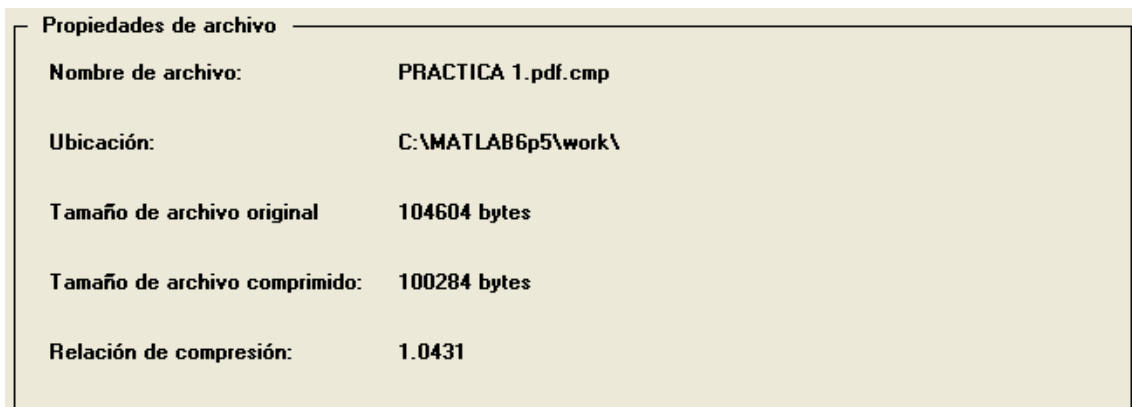 Propiedades de archivo
Nombre de archivo: PRACTICA 1.pdf.cmp
Ubicación: C:\MATLAB6p5\work\
Tamaño de archivo original 104604 bytes
Tamaño de archivo comprimido: 100284 bytes
Relación de compresión: 1.0431